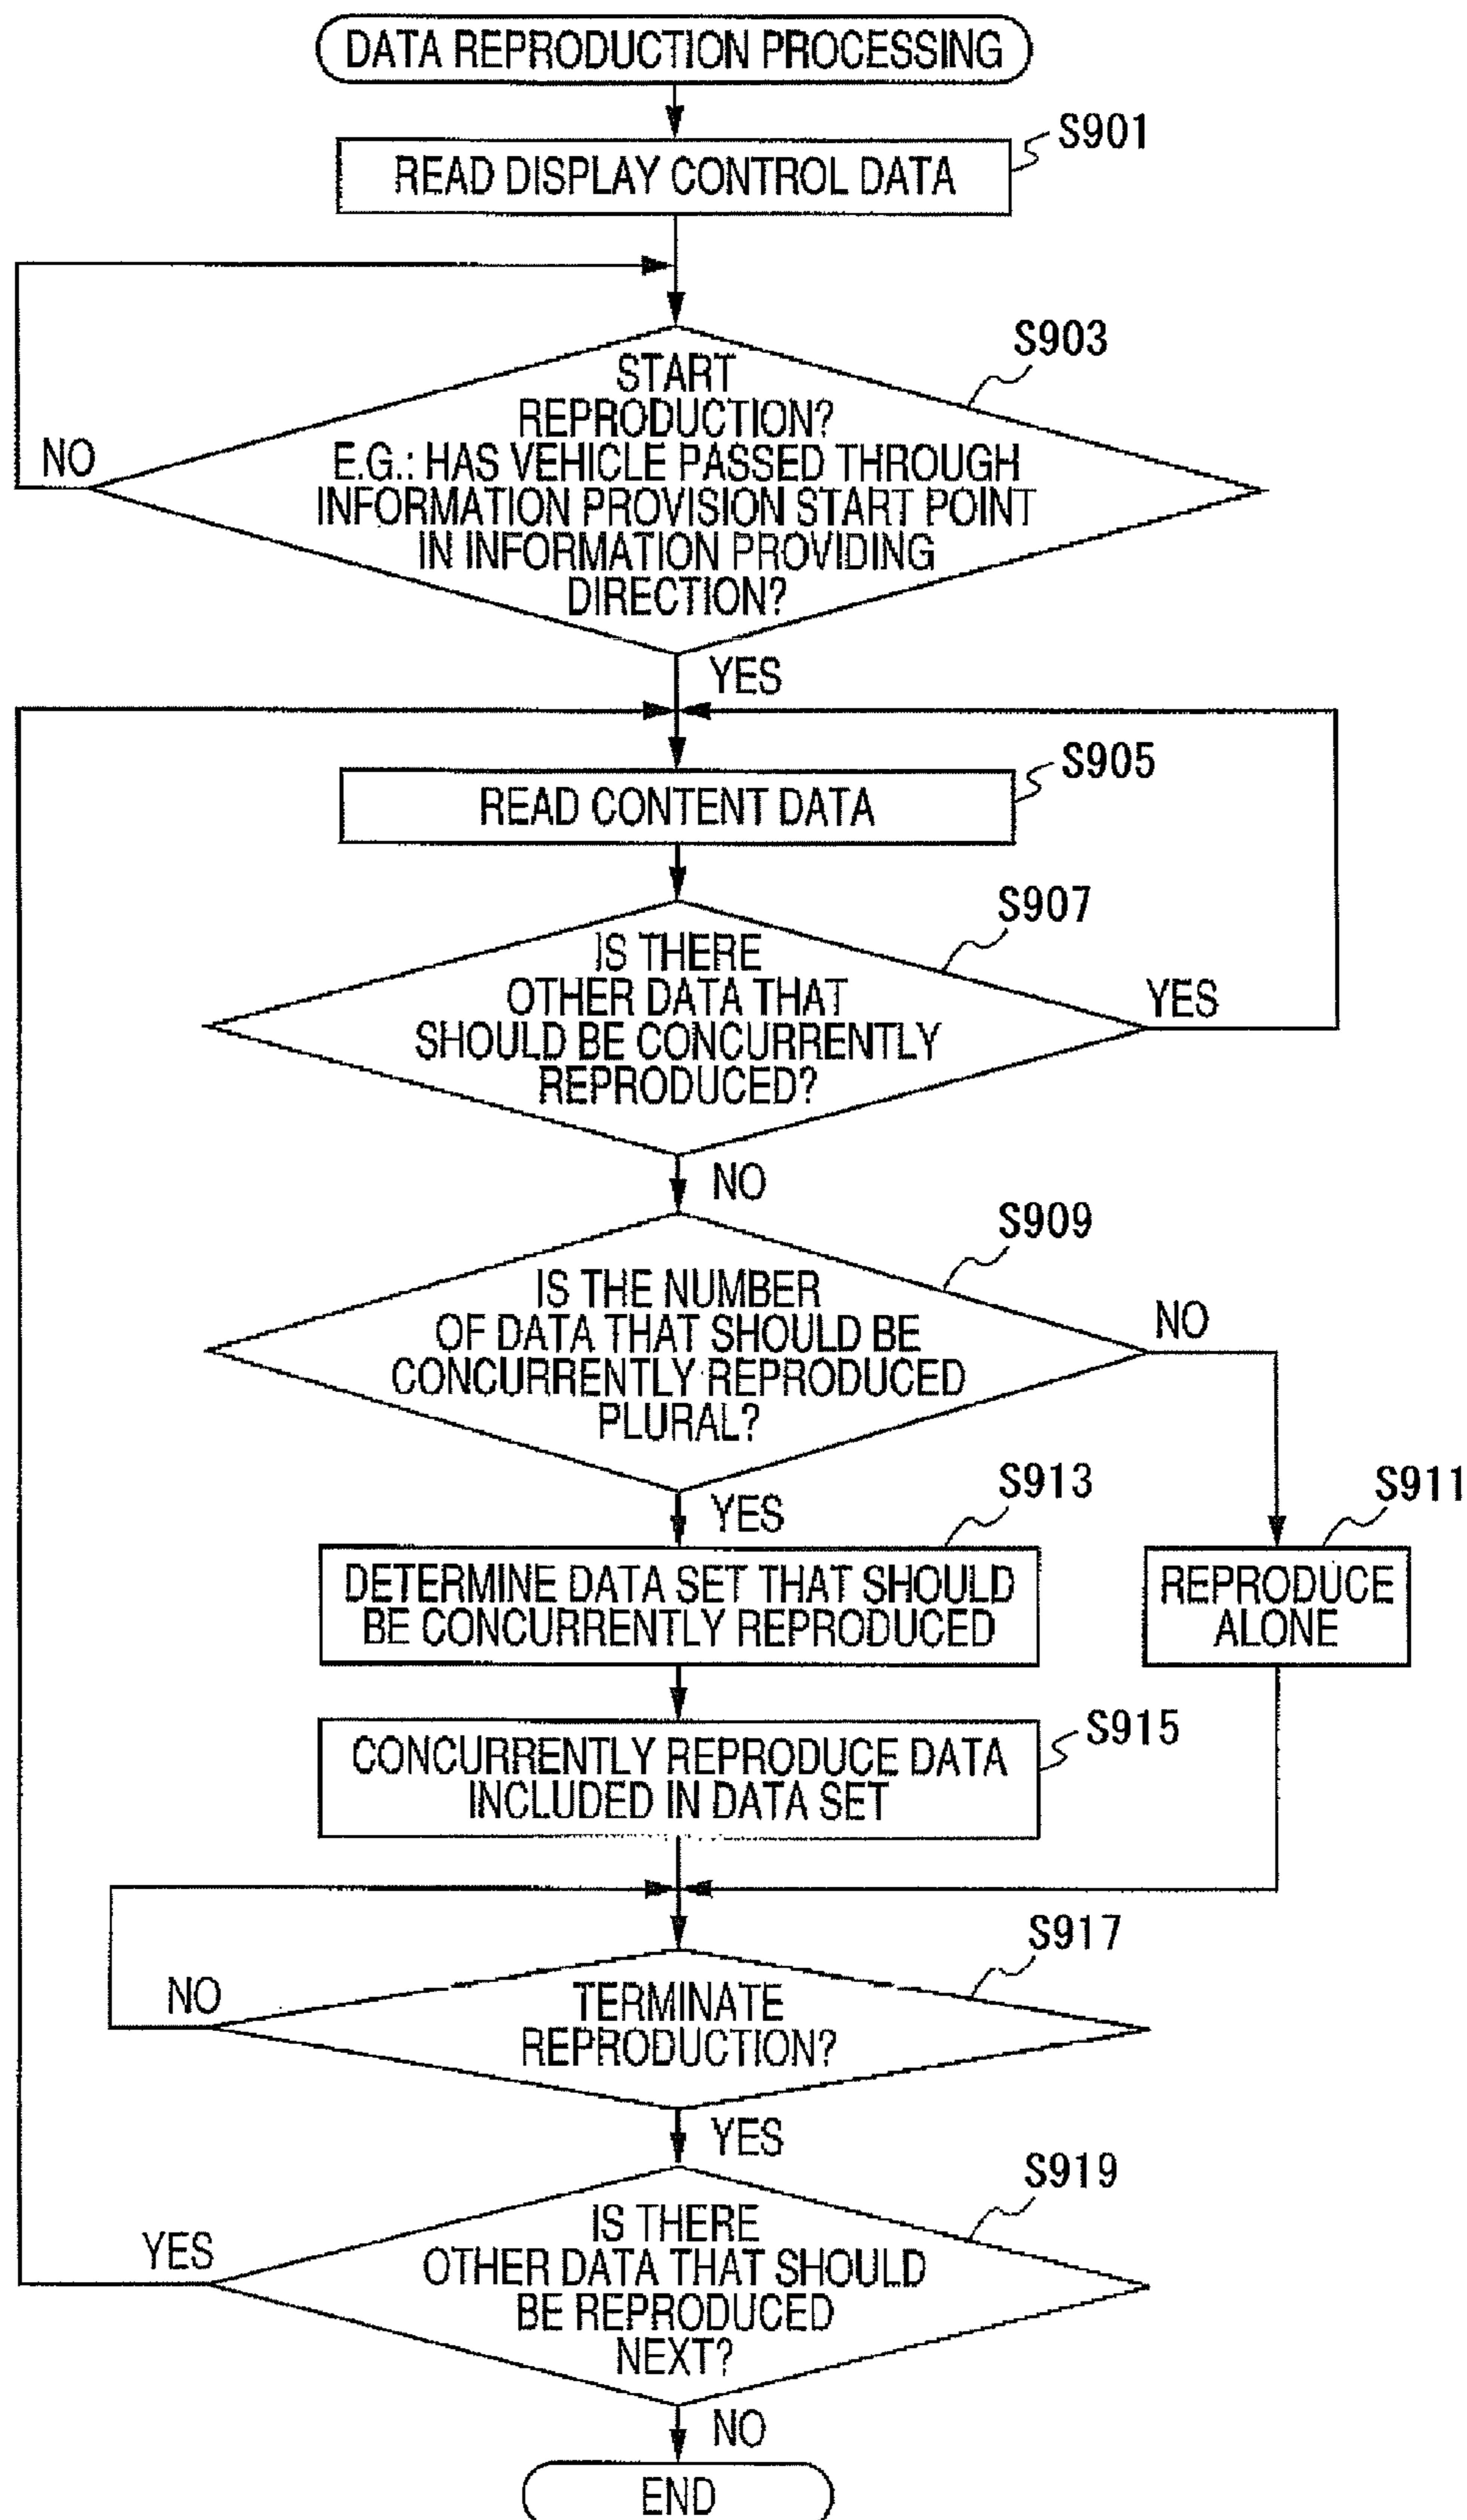 DATA REPRODUCTION PROCESSING
S901
READ DISPLAY CONTROL DATA
S903
START
REPRODUCTION?
E.G.: HAS VEHICLE PASSED THROUGH
INFORMATION PROVISION START POINT
IN INFORMATION PROVIDING
DIRECTION?
NO
YES
S905
READ CONTENT DATA
S907
IS THERE
OTHER DATA THAT
SHOULD BE CONCURRENTLY
REPRODUCED?
YES
NO
S909
IS THE NUMBER
OF DATA THAT SHOULD BE
CONCURRENTLY REPRODUCED
PLURAL?
NO
YES
S913
S911
DETERMINE DATA SET THAT SHOULD
BE CONCURRENTLY REPRODUCED
REPRODUCE
ALONE
S915
CONCURRENTLY REPRODUCE DATA
INCLUDED IN DATA SET
S917
NO
TERMINATE
REPRODUCTION?
YES
S919
YES
IS THERE
OTHER DATA THAT SHOULD
BE REPRODUCED
NEXT?
NO
END